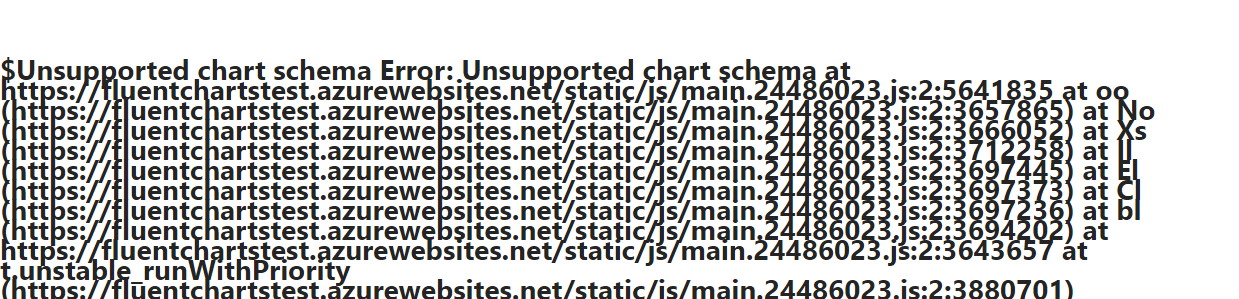 $Unsupported chart schema Error: Unsupported chart schema at
https://fluentchartstest.azurewebsites.net/static/js/main.24486023.js:2:5641835 at oo
(https://fluentchartstest.azurewebsites.net/static/js/main.24486023.js:2:3657865) at No
(https://fluentchartstest.azurewebsites.net/static/js/main.24486023.js:2:3666052) at Xs
(https://fluentchartstest.azurewebsites.net/static/js/main.24486023.js:2:3712258) at Il
(https://fluentchartstest.azurewebsites.net/static/js/main.24486023.js:2:3697445) at El
(https://fluentchartstest.azurewebsites.net/static/js/main.24486023.js:2:3697373) at Cl
(https://fluentchartstest.azurewebsites.net/static/js/main.24486023.js:2:3697236) at bl
(https://fluentchartstest.azurewebsites.net/static/js/main.24486023.js:2:3694202) at
https://fluentchartstest.azurewebsites.net/static/js/main.24486023.js:2:3643657 at
t.unstable_runWithPriority
(https://fluentchartstest.azurewebsites.net/static/js/main.24486023.js:2:3880701)